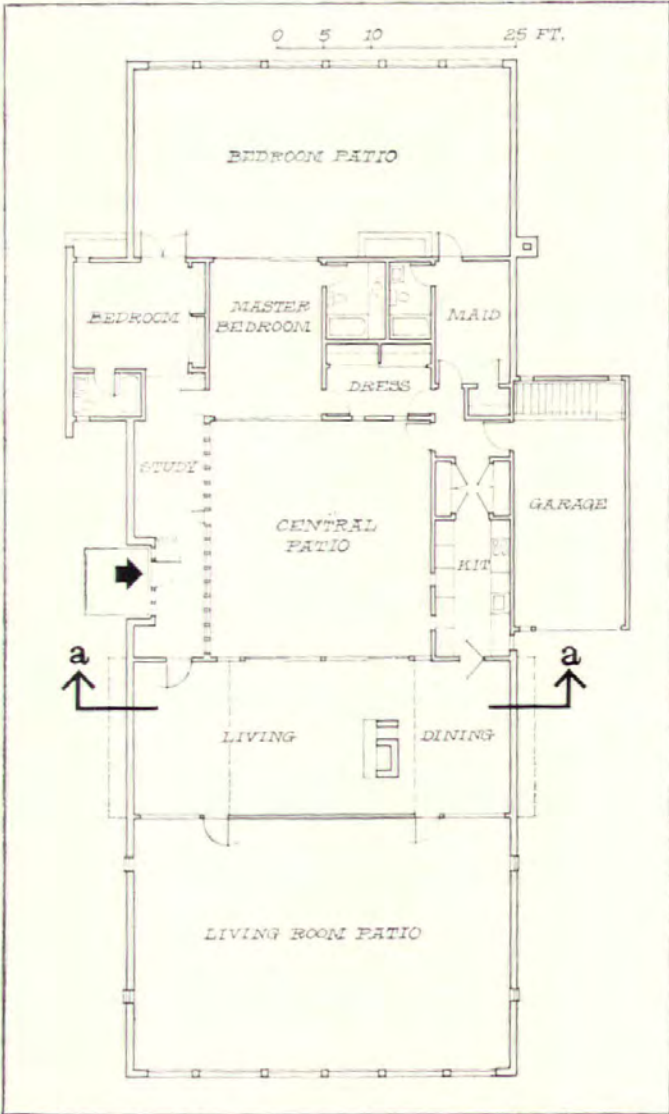 0 5 10 25 FT.
BEDROOM PATIO
BEDROOM
MASTER
BEDROOM
MAID
DRESS
STUDY
CENTRAL
PATIO
GARAGE
KIT
a
a
LIVING
DINING
LIVING ROOM PATIO